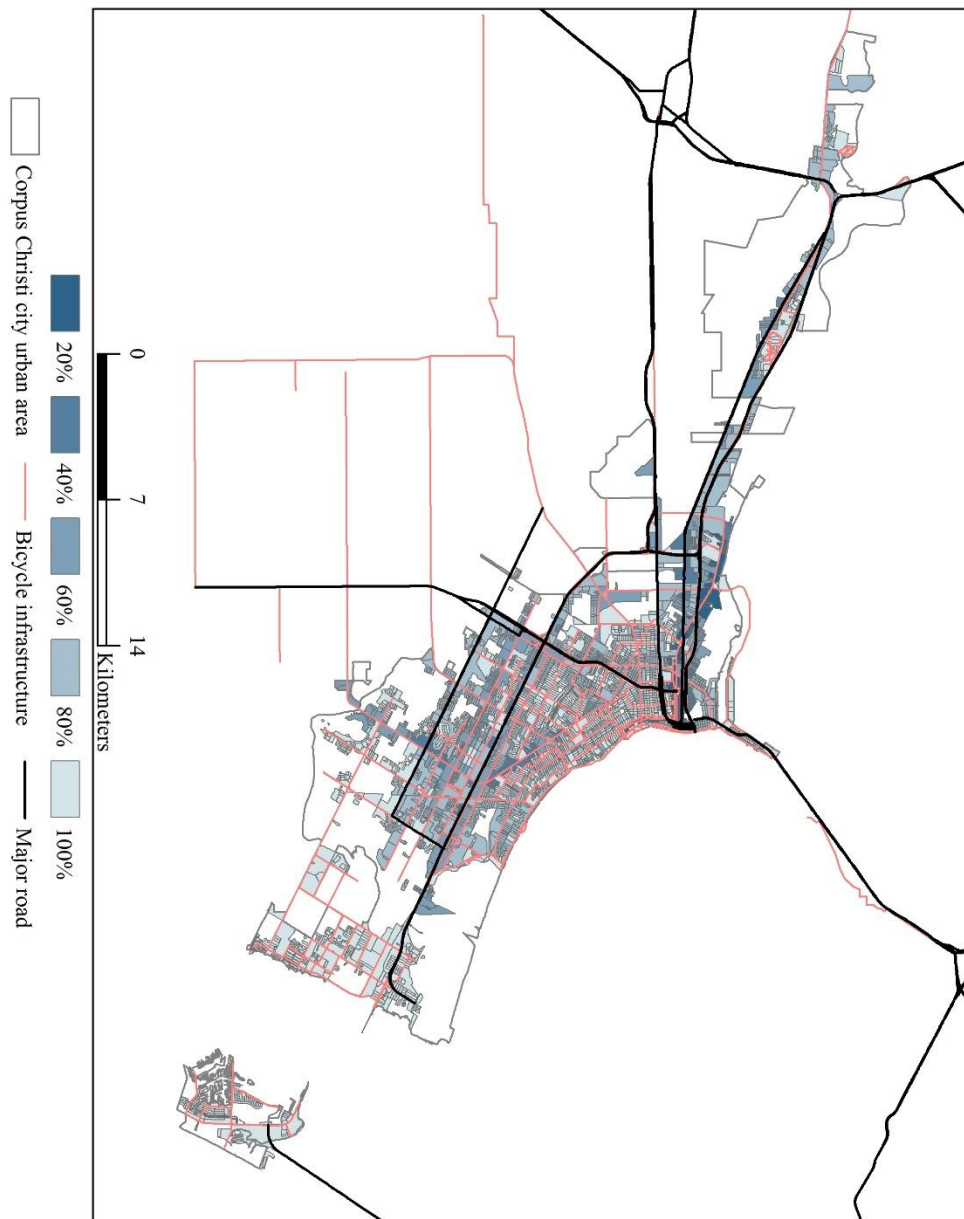 0 7 14
Kilometers
20% 40% 60% 80% 100%
Corpus Christi city urban area Bicycle infrastructure Major road